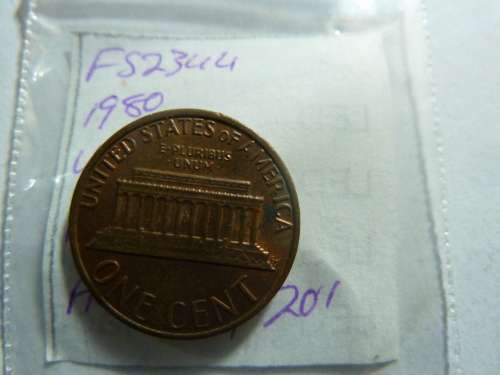 FS2344
1980
UNITED STATES OF AMERICA
E·PLURIBUS
UNUM
ONE CENT
201